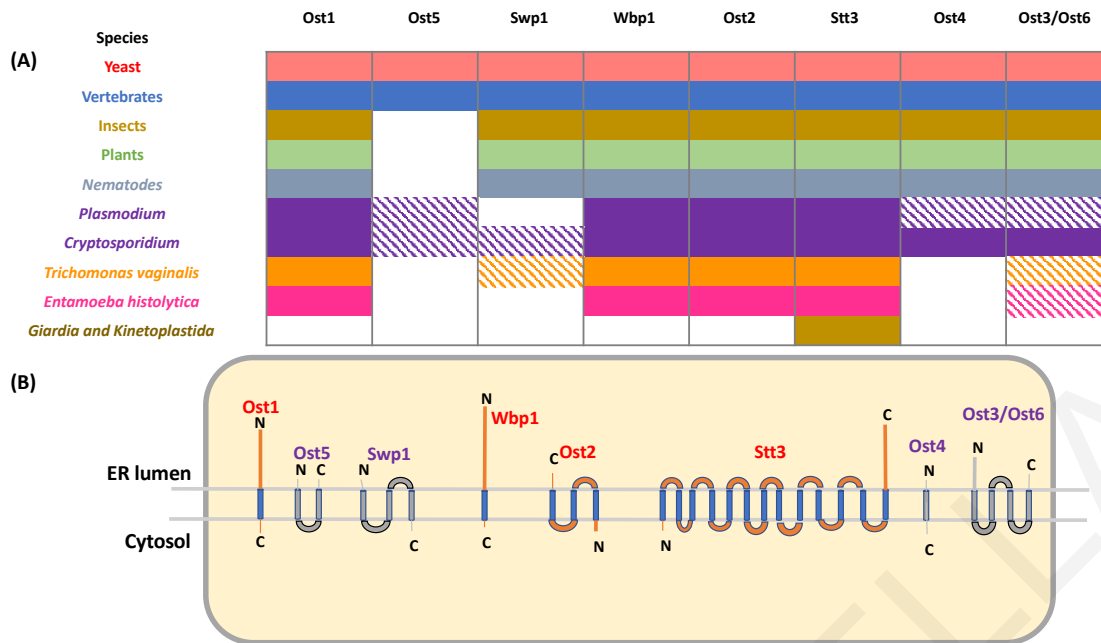 Ost1 Ost5 Swp1 Wbp1 Ost2 Stt3 Ost4 Ost3/Ost6
Species
(A)
Yeast
Vertebrates
Insects
Plants
Nematodes
Plasmodium
Cryptosporidium
Trichomonas vaginalis
Entamoeba histolytica
Giardia and Kinetoplastida
(B)
Ost1 Ost5 Swp1 Wbp1 Ost2 Stt3 Ost4 Ost3/Ost6
N N C N N C C N N C
ER lumen
Cytosol
C C C N N C